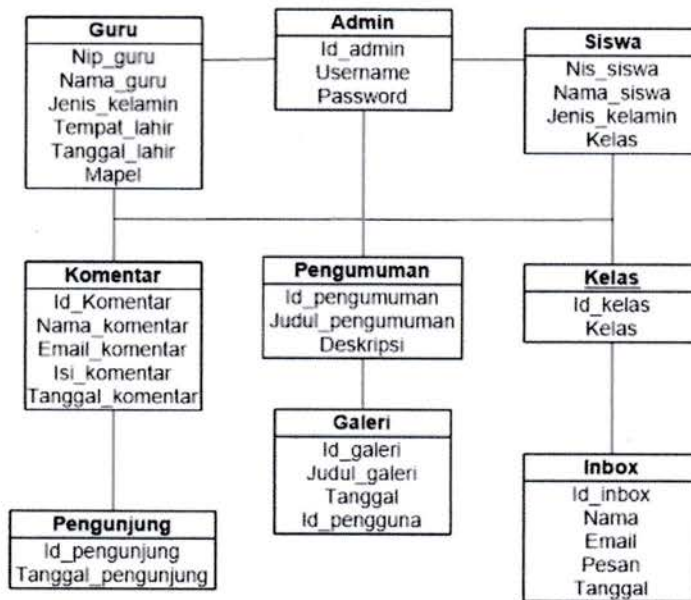 Guru
Nip_guru
Nama_guru
Jenis_kelamin
Tempat_lahir
Tanggal_lahir
Mapel
Admin
Id_admin
Username
Password
Siswa
Nis_siswa
Nama_siswa
Jenis_kelamin
Kelas
Komentar
Id_Komentar
Nama_komentar
Email_komentar
Isi_komentar
Tanggal_komentar
Pengumuman
Id_pengumuman
Judul_pengumuman
Deskripsi
Kelas
Id_kelas
Kelas
Galeri
Id_galeri
Judul_galeri
Tanggal
Id_pengguna
Inbox
Id_inbox
Nama
Email
Pesan
Tanggal
Pengunjung
Id_pengunjung
Tanggal_pengunjung